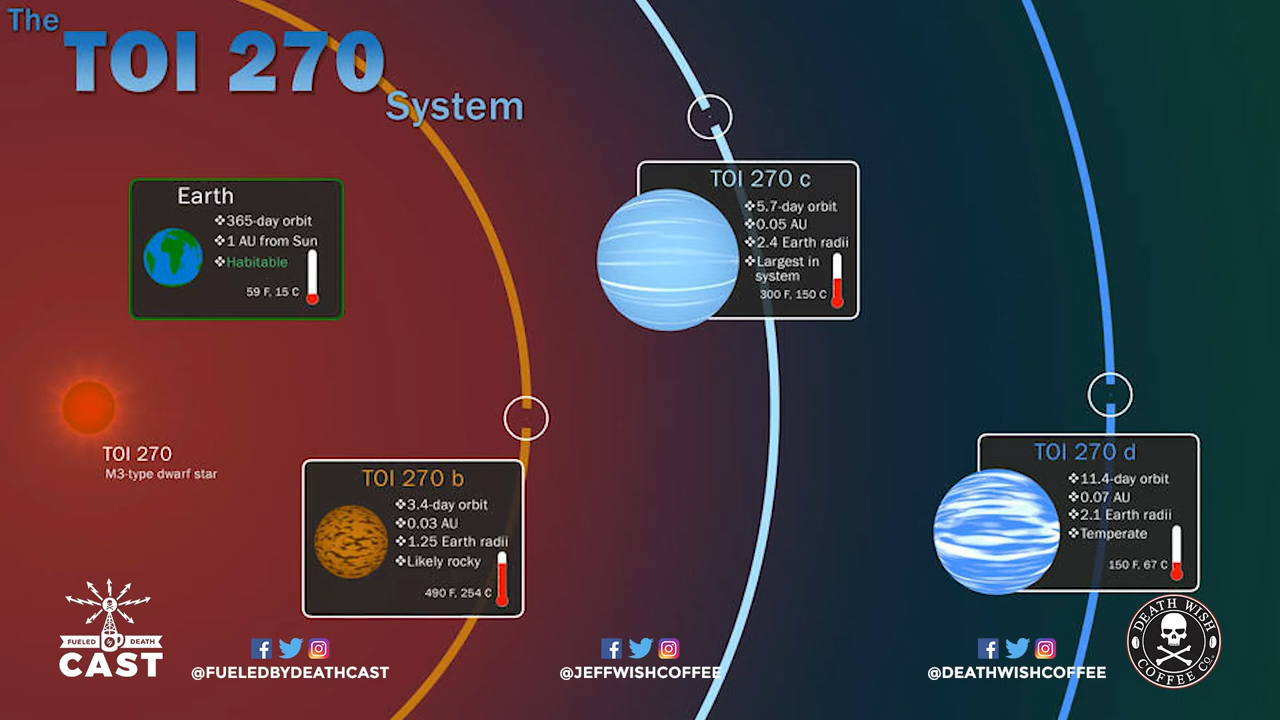 The
TOI 270
System
Earth
❖365-day orbit
❖1 AU from Sun
❖Habitable
59 F, 15 C
TOI 270 c
❖5.7-day orbit
❖0.05 AU
❖2.4 Earth radii
❖Largest in
system
300 F, 150 C
TOI 270
M3-type dwarf star
TOI 270 b
❖3.4-day orbit
❖0.03 AU
❖1.25 Earth radii
❖Likely rocky
490 F, 254 C
TOI 270 d
❖11.4-day orbit
❖0.07 AU
❖2.1 Earth radii
❖Temperate
150 F, 67 C
FUELED DEATH
CAST
@FUELEDBYDEATHCAST
@JEFFWISHCOFFEE
@DEATHWISHCOFFEE
DEATH WISH
COFFEE CO.